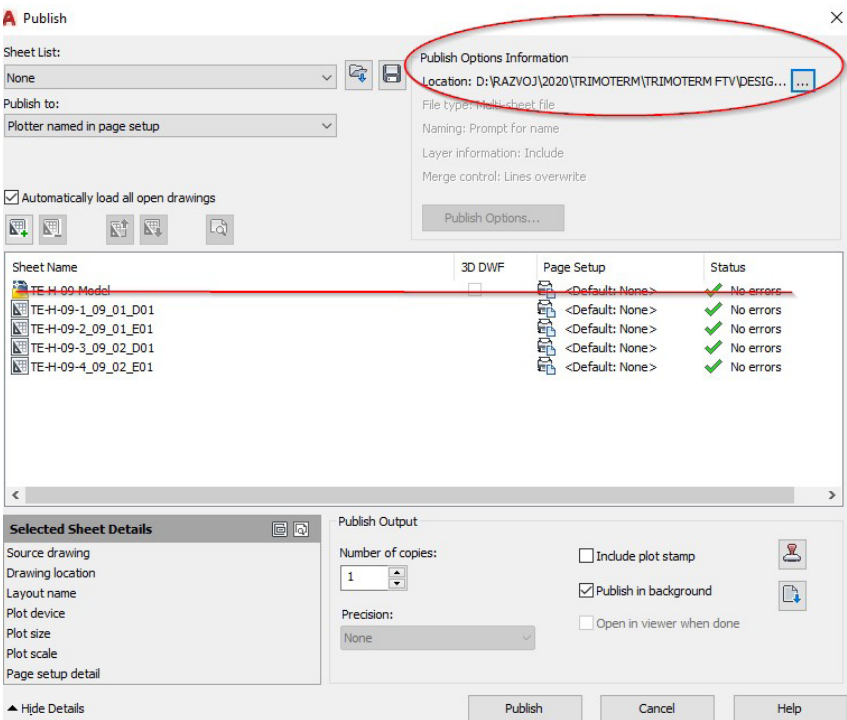 Publish
Sheet List:
None
Publish to:
Plotter named in page setup
Automatically load all open drawings
Publish Options Information
Location: D:\RAZVOJ\2020\TRIMOTERM\TRIMOTERM FTV\DESIG... ...
File type: Multi-sheet file
Naming: Prompt for name
Layer information: Include
Merge control: Lines overwrite
Publish Options...
Sheet Name 3D DWF Page Setup Status
TE-H-09-Model <Default: None> No errors
TE-H-09-1_09_01_D01 <Default: None> No errors
TE-H-09-2_09_01_E01 <Default: None> No errors
TE-H-09-3_09_02_D01 <Default: None> No errors
TE-H-09-4_09_02_E01 <Default: None> No errors
Selected Sheet Details
Source drawing
Drawing location
Layout name
Plot device
Plot size
Plot scale
Page setup detail
Hide Details
Publish Output
Number of copies:
1
Precision:
None
Include plot stamp
Publish in background
Open in viewer when done
Publish Cancel Help